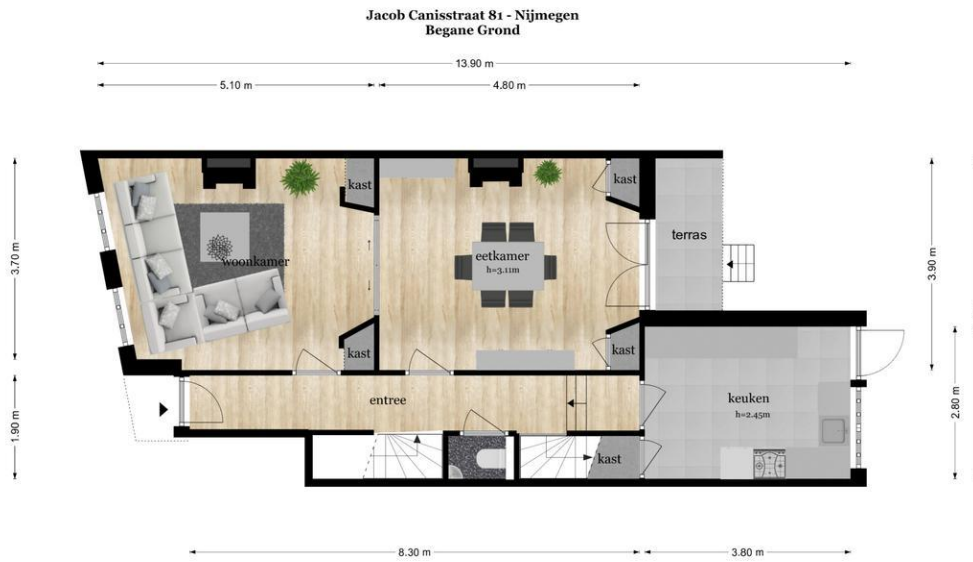 Jacob Canisstraat 81 - Nijmegen
Begane Grond
13.90 m
5.10 m
4.80 m
3.70 m
1.90 m
kast
kast
terras
woonkamer
eetkamer
h=3.11m
3.90 m
kast
kast
entree
keuken
h=2.45m
2.80 m
kast
8.30 m
3.80 m